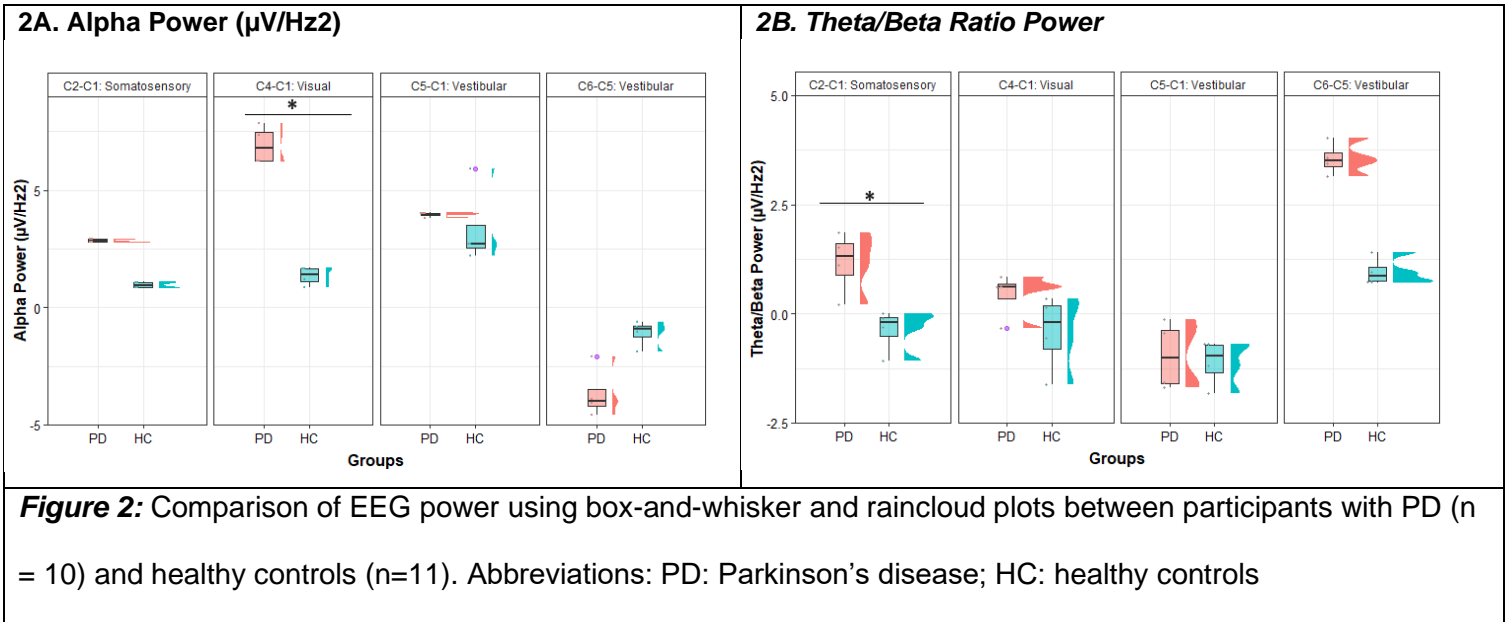 2A. Alpha Power (µV/Hz2)
C2-C1: Somatosensory
C4-C1: Visual
C5-C1: Vestibular
C6-C5: Vestibular
*
Alpha Power (µV/Hz2)
5
0
-5
PD
HC
PD
HC
PD
HC
PD
HC
Groups
2B. Theta/Beta Ratio Power
C2-C1: Somatosensory
C4-C1: Visual
C5-C1: Vestibular
C6-C5: Vestibular
*
Theta/Beta Power (µV/Hz2)
5.0
2.5
0.0
-2.5
PD
HC
PD
HC
PD
HC
PD
HC
Groups
Figure 2: Comparison of EEG power using box-and-whisker and raincloud plots between participants with PD (n
= 10) and healthy controls (n=11). Abbreviations: PD: Parkinson’s disease; HC: healthy controls